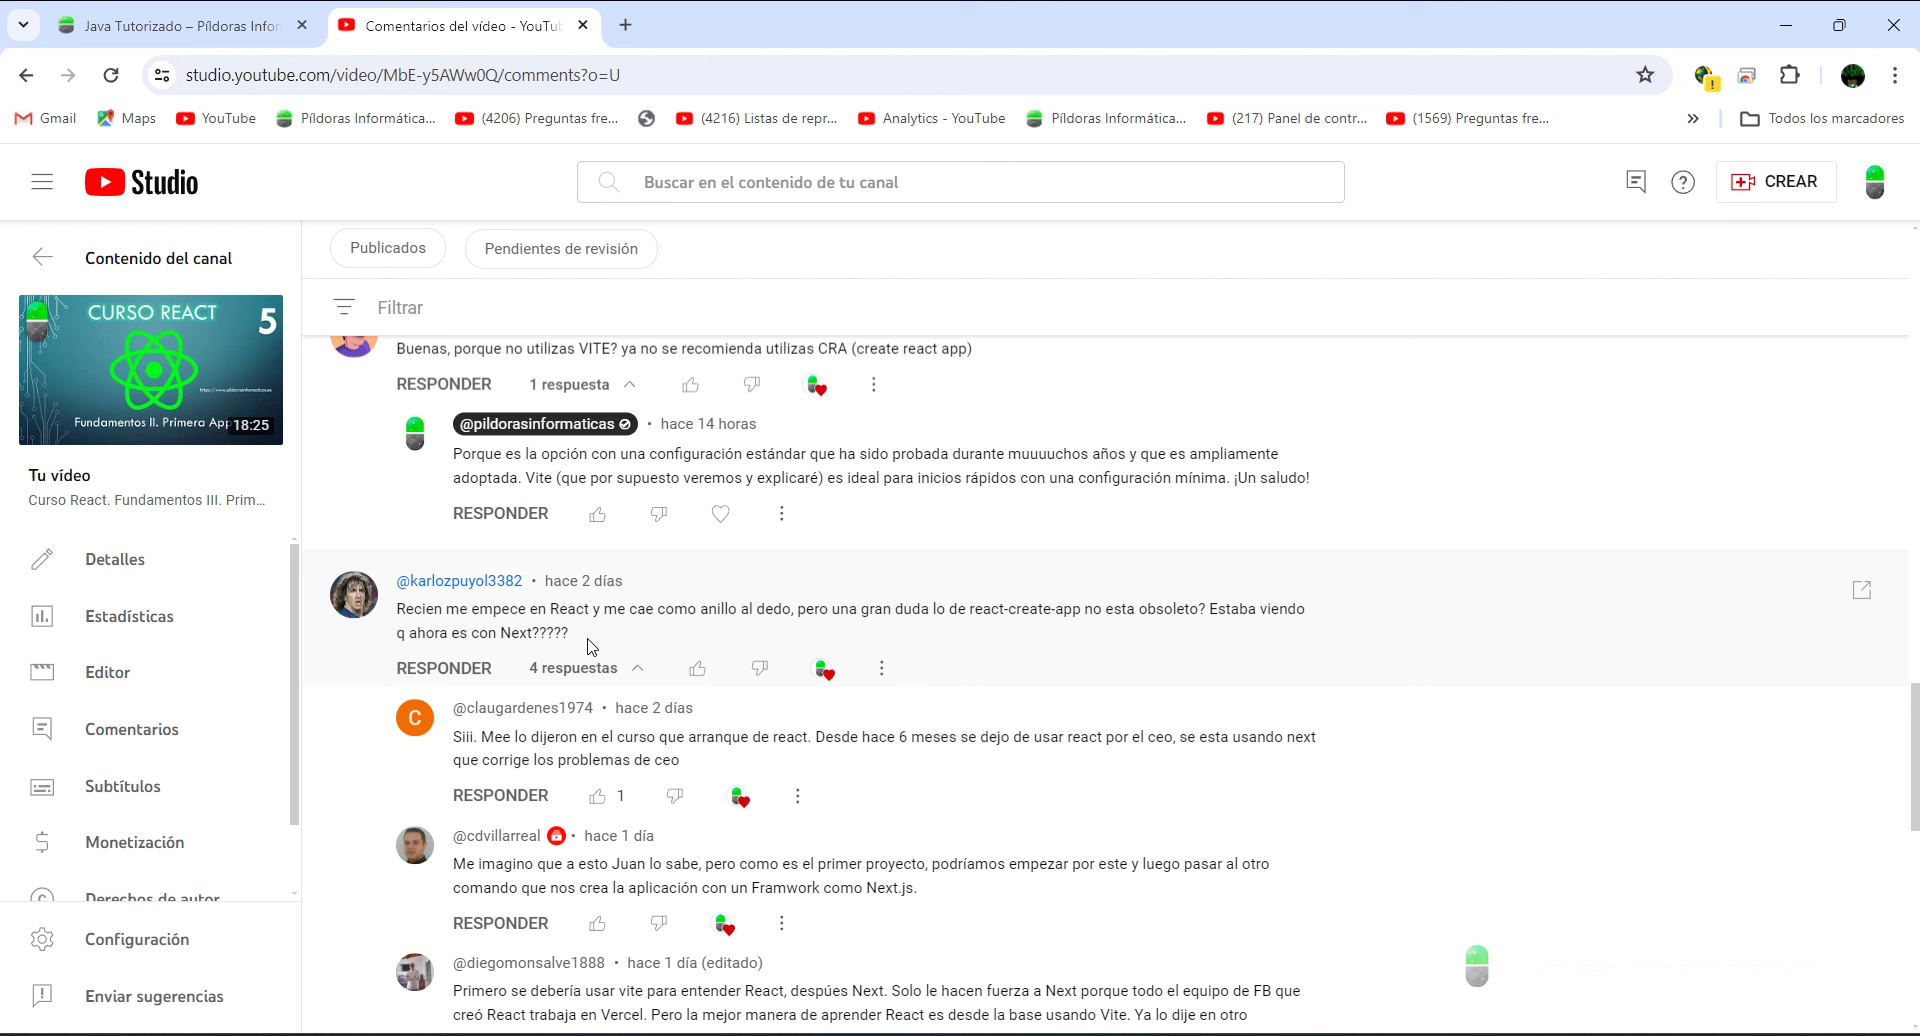 Java Tutorizado – Píldoras Infor
Comentarios del vídeo - YouTu
studio.youtube.com/video/MbE-y5AWw0Q/comments?o=U
Gmail
Maps
YouTube
Píldoras Informática...
(4206) Preguntas fre...
(4216) Listas de repr...
Analytics - YouTube
Píldoras Informática...
(217) Panel de contr...
(1569) Preguntas fre...
Todos los marcadores
Studio
Buscar en el contenido de tu canal
CREAR
Contenido del canal
CURSO REACT 5
https://www.pildorasinformaticas.es
Fundamentos II. Primera App
18:25
Tu vídeo
Curso React. Fundamentos III. Prim...
Detalles
Estadísticas
Editor
Comentarios
Subtítulos
Monetización
Derechos de autor
Configuración
Enviar sugerencias
Publicados
Pendientes de revisión
Filtrar
Buenas, porque no utilizas VITE? ya no se recomienda utilizas CRA (create react app)
RESPONDER 1 respuesta
@pildorasinformaticas • hace 14 horas
Porque es la opción con una configuración estándar que ha sido probada durante muuuuchos años y que es ampliamente
adoptada. Vite (que por supuesto veremos y explicaré) es ideal para inicios rápidos con una configuración mínima. ¡Un saludo!
RESPONDER
@karlozpuyol3382 • hace 2 días
Recien me empece en React y me cae como anillo al dedo, pero una gran duda lo de react-create-app no esta obsoleto? Estaba viendo
q ahora es con Next?????
RESPONDER 4 respuestas
C
@claugardenes1974 • hace 2 días
Siii. Mee lo dijeron en el curso que arranque de react. Desde hace 6 meses se dejo de usar react por el ceo, se esta usando next
que corrige los problemas de ceo
RESPONDER 1
@cdvillarreal • hace 1 día
Me imagino que a esto Juan lo sabe, pero como es el primer proyecto, podríamos empezar por este y luego pasar al otro
comando que nos crea la aplicación con un Framwork como Next.js.
RESPONDER
@diegomonsalve1888 • hace 1 día (editado)
Primero se debería usar vite para entender React, despúes Next. Solo le hacen fuerza a Next porque todo el equipo de FB que
creó React trabaja en Vercel. Pero la mejor manera de aprender React es desde la base usando Vite. Ya lo dije en otro